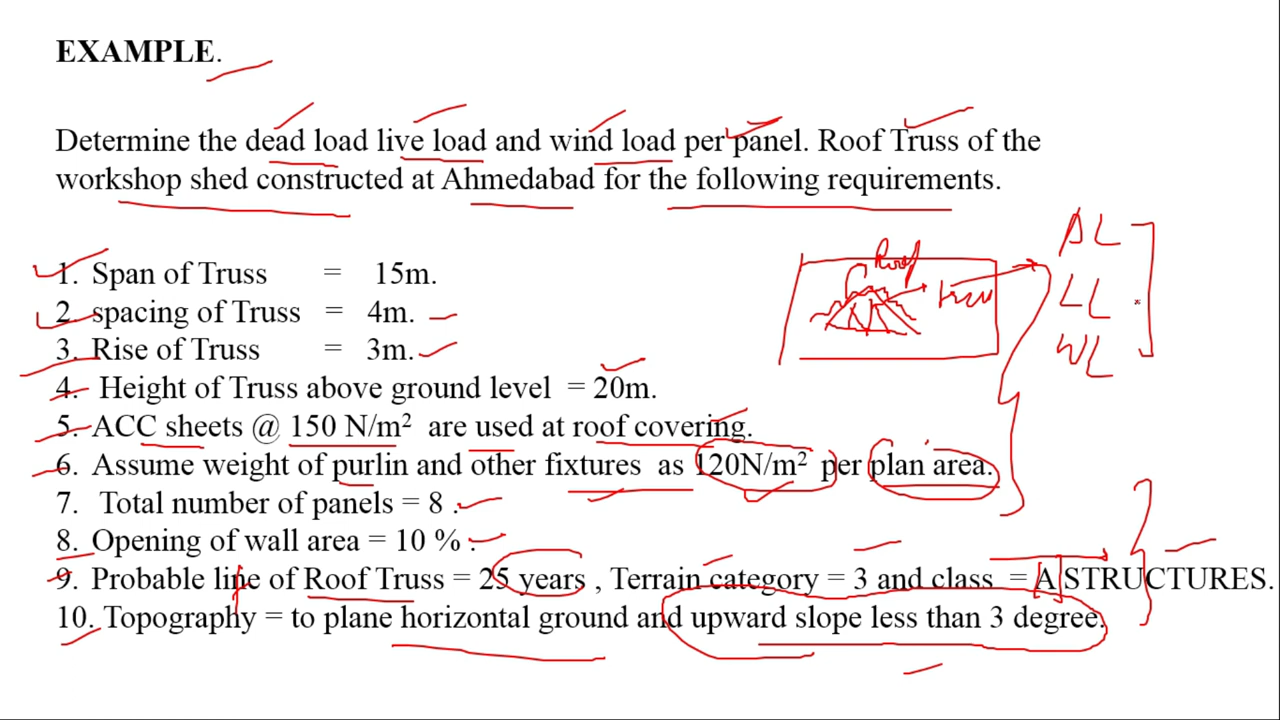 EXAMPLE.
Determine the dead load live load and wind load per panel. Roof Truss of the
workshop shed constructed at Ahmedabad for the following requirements.
1. Span of Truss = 15m.
2. spacing of Truss = 4m.
3. Rise of Truss = 3m.
4. Height of Truss above ground level = 20m.
5. ACC sheets @ 150 N/m² are used at roof covering.
6. Assume weight of purlin and other fixtures as 120N/m² per plan area.
7. Total number of panels = 8 .
8. Opening of wall area = 10 % .
9. Probable line of Roof Truss = 25 years , Terrain category = 3 and class = A STRUCTURES.
10. Topography = to plane horizontal ground and upward slope less than 3 degree.
Roof
DL
LL
WL